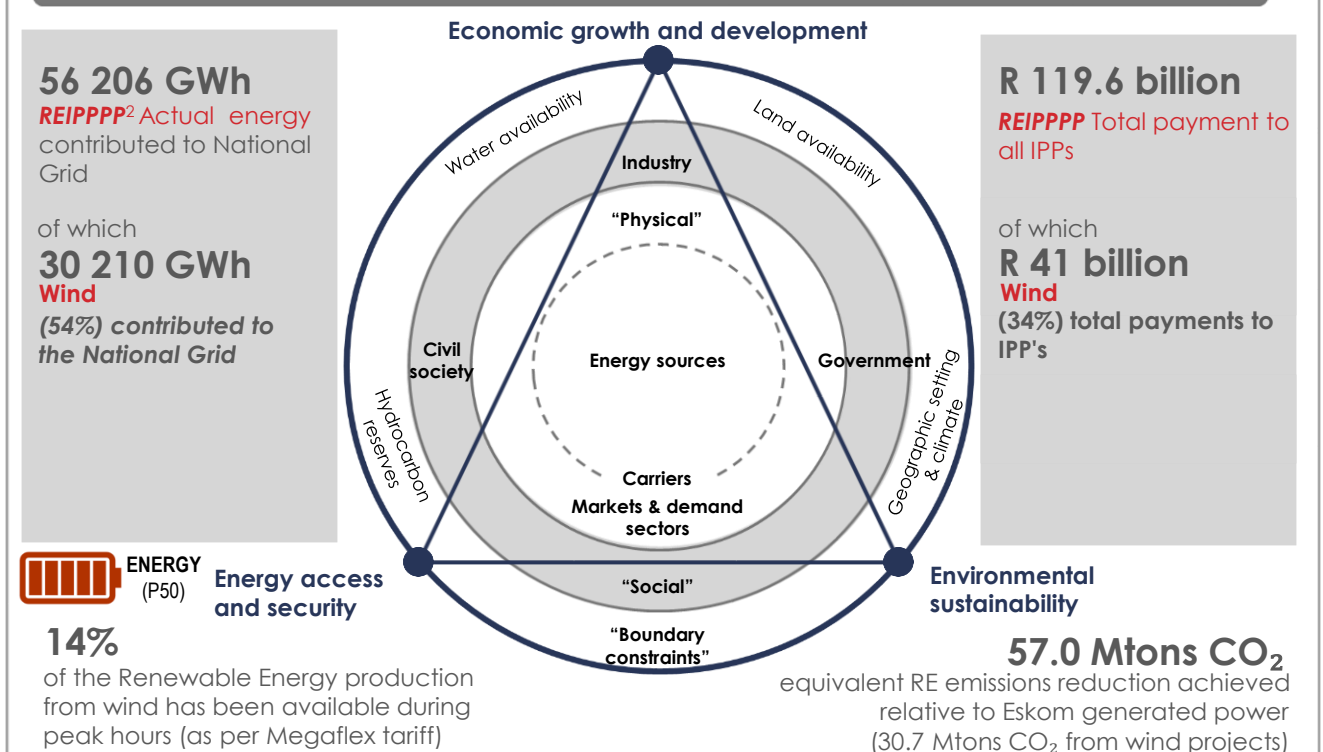 Economic growth and development
56 206 GWh
REIPPPP² Actual energy
contributed to National
Grid
of which
30 210 GWh
Wind
(54%) contributed to
the National Grid
R 119.6 billion
REIPPPP Total payment to
all IPPs
of which
R 41 billion
Wind
(34%) total payments to
IPP's
Water availability
Land availability
Industry
“Physical”
Civil
society
Energy sources
Government
Hydrocarbon
reserves
Geographic setting
& climate
Carriers
Markets & demand
sectors
“Social”
“Boundary
constraints”
ENERGY
(P50)
Energy access
and security
Environmental
sustainability
14%
of the Renewable Energy production
from wind has been available during
peak hours (as per Megaflex tariff)
57.0 Mtons CO₂
equivalent RE emissions reduction achieved
relative to Eskom generated power
(30.7 Mtons CO₂ from wind projects)